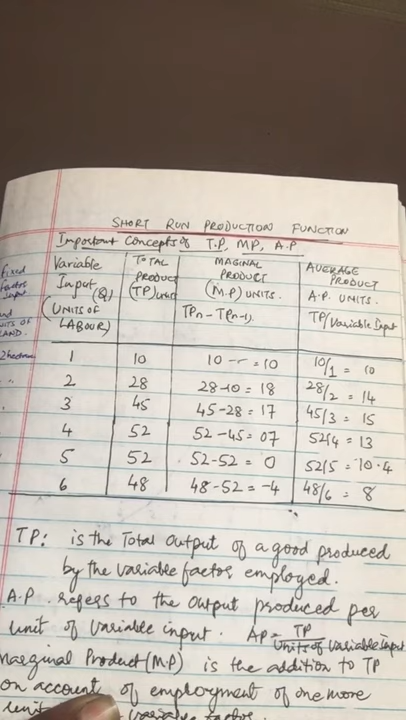 SHORT RUN PRODUCTION FUNCTION
Important Concepts of T.P, MP, A.P
fixed factor Input
LAND.
Variable Input (Q) (UNITS OF LABOUR)
TOTAL PRODUCT (TP) units
MAGINAL PRODUCT (M.P) UNITS. TPn - TP(n-1)
AVERAGE PRODUCT A.P. UNITS. TP/Variable Input
1 10 10 -- = 10 10/1 = 10
2 28 28-10 = 18 28/2 = 14
3 45 45-28 = 17 45/3 = 15
4 52 52-45 = 07 52/4 = 13
5 52 52-52 = 0 52/5 = 10.4
6 48 48-52 = -4 48/6 = 8
TP: is the Total Output of a good produced
by the variable factor employed.
A.P. refers to the Output produced per
unit of Variable input. AP = TP/Units of Variable Input
Marginal Product (M.P) is the addition to TP
on account of employment of one more
unit variable factor.